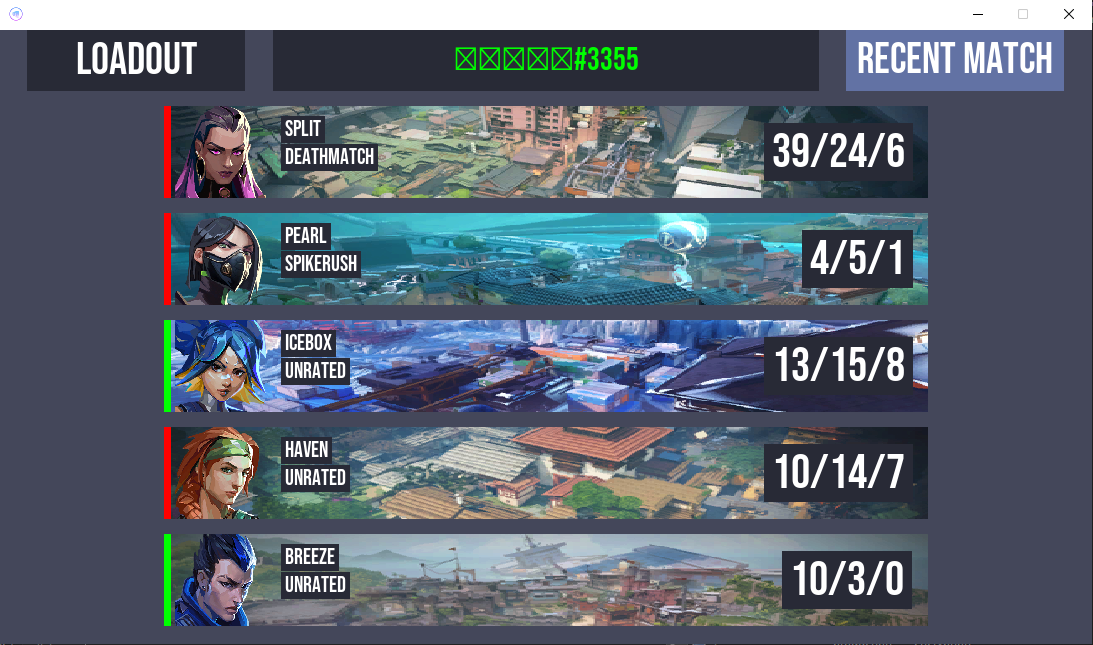 LOADOUT
#3355
RECENT MATCH
SPLIT
DEATHMATCH
39/24/6
PEARL
SPIKERUSH
4/5/1
ICEBOX
UNRATED
13/15/8
HAVEN
UNRATED
10/14/7
BREEZE
UNRATED
10/3/0